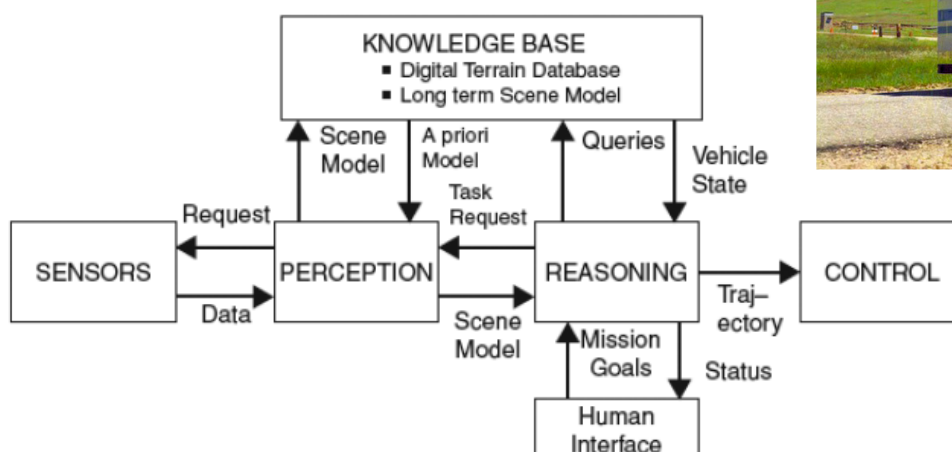 KNOWLEDGE BASE
▪ Digital Terrain Database
▪ Long term Scene Model
Scene
Model
A priori
Model
Queries
Vehicle
State
Request
Task
Request
SENSORS
PERCEPTION
REASONING
CONTROL
Data
Scene
Model
Traj–
ectory
Mission
Goals
Status
Human
Interface